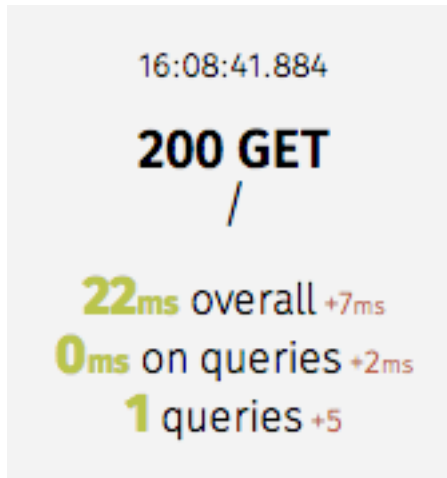 16:08:41.884
200 GET
/
22ms overall +7ms
0ms on queries +2ms
1 queries +5